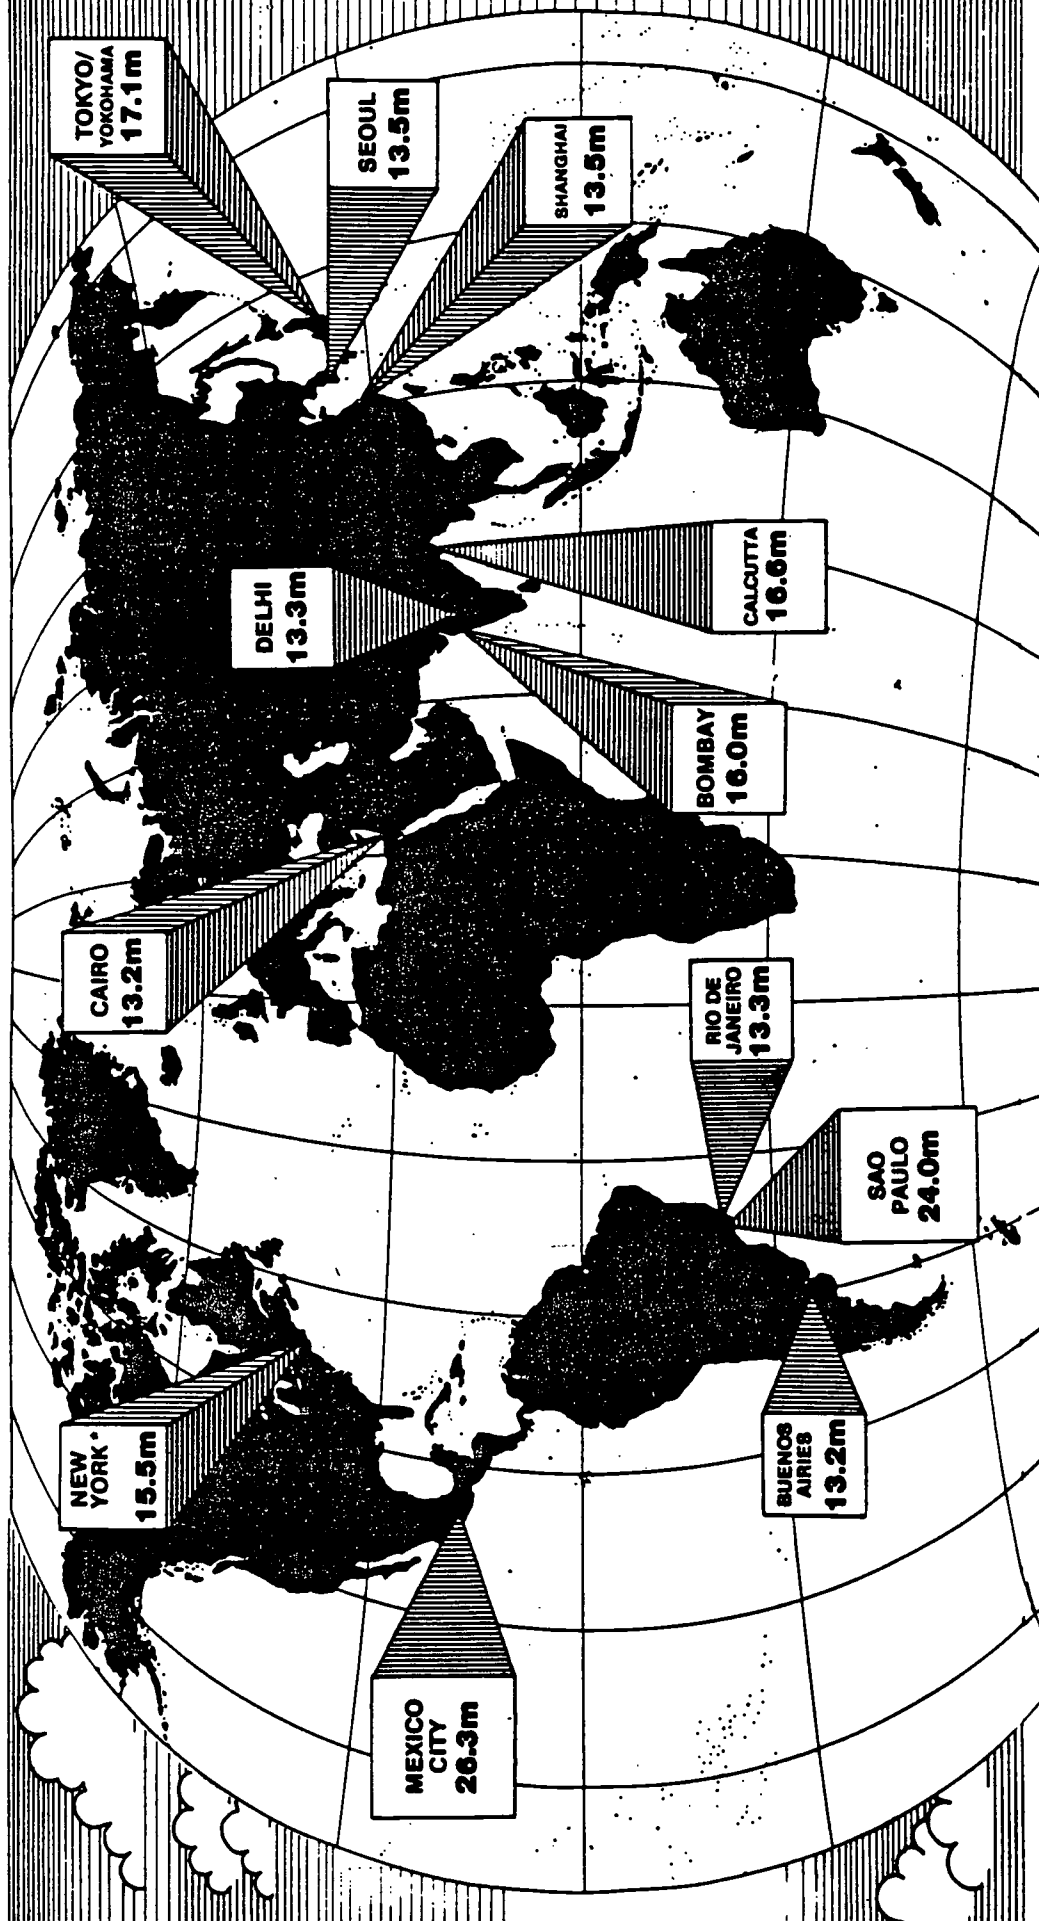 TOKYO/
YOKOHAMA
17.1m
SEOUL
13.5m
SHANGHAI
13.5m
DELHI
13.3m
CALCUTTA
16.6m
BOMBAY
16.0m
CAIRO
13.2m
RIO DE
JANEIRO
13.3m
SAO
PAULO
24.0m
NEW
YORK*
15.5m
BUENOS
AIRIES
13.2m
MEXICO
CITY
26.3m